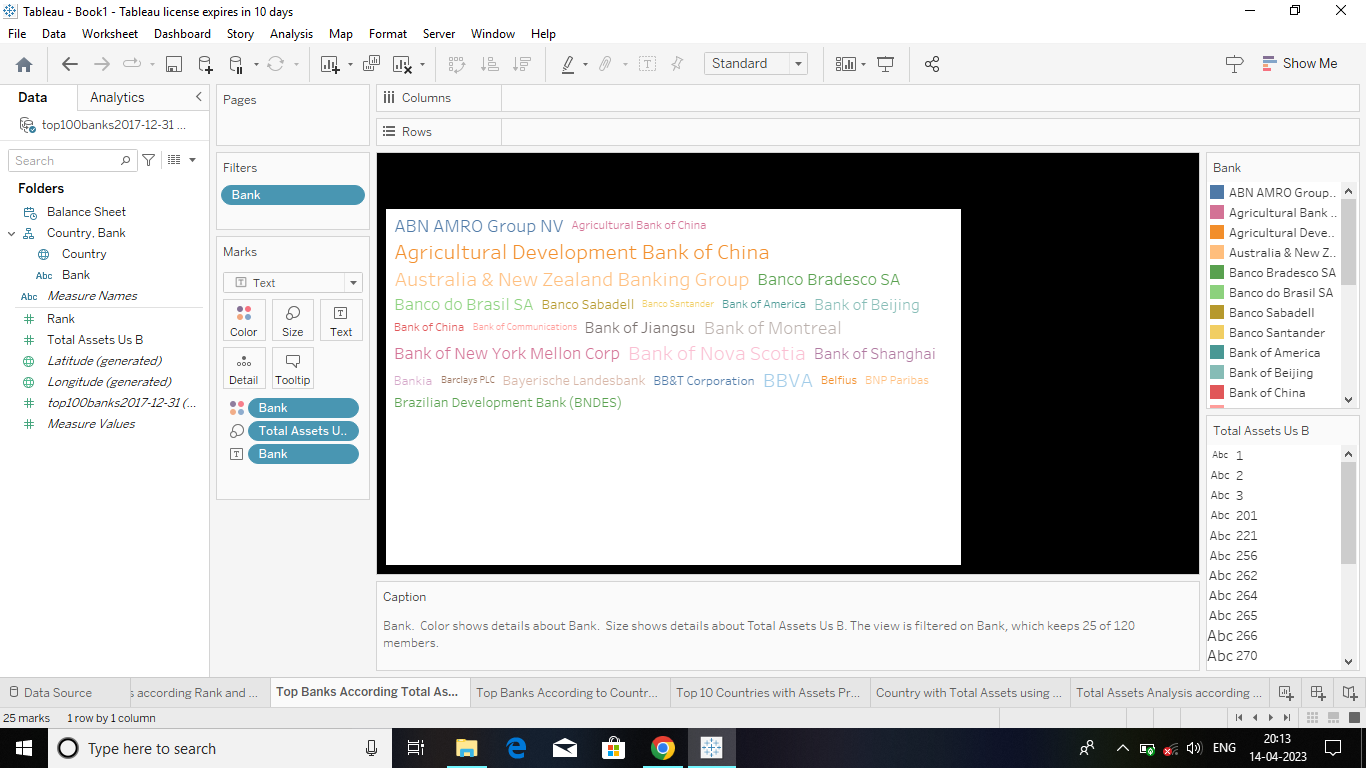 Tableau - Book1 - Tableau license expires in 10 days
File Data Worksheet Dashboard Story Analysis Map Format Server Window Help
Standard
Show Me
Data Analytics
top100banks2017-12-31 ...
Search
Folders
Balance Sheet
Country, Bank
Country
Abc Bank
Abc Measure Names
Rank
Total Assets Us B
Latitude (generated)
Longitude (generated)
top100banks2017-12-31 (...
Measure Values
Pages
Filters
Bank
Marks
Text
Color Size Text
Detail Tooltip
Bank
Total Assets U..
Bank
Columns
Rows
ABN AMRO Group NV Agricultural Bank of China
Agricultural Development Bank of China
Australia & New Zealand Banking Group Banco Bradesco SA
Banco do Brasil SA Banco Sabadell Banco Santander Bank of America Bank of Beijing
Bank of China Bank of Communications Bank of Jiangsu Bank of Montreal
Bank of New York Mellon Corp Bank of Nova Scotia Bank of Shanghai
Bankia Barclays PLC Bayerische Landesbank BB&T Corporation BBVA Belfius BNP Paribas
Brazilian Development Bank (BNDES)
Caption
Bank. Color shows details about Bank. Size shows details about Total Assets Us B. The view is filtered on Bank, which keeps 25 of 120
members.
Bank
ABN AMRO Group..
Agricultural Bank ..
Agricultural Deve..
Australia & New Z..
Banco Bradesco SA
Banco do Brasil SA
Banco Sabadell
Banco Santander
Bank of America
Bank of Beijing
Bank of China
Total Assets Us B
Abc 1
Abc 2
Abc 3
Abc 201
Abc 221
Abc 256
Abc 262
Abc 264
Abc 265
Abc 266
Abc 270
Data Source
s according Rank and ...
Top Banks According Total As...
Top Banks According to Countr...
Top 10 Countries with Assets Pr...
Country with Total Assets using ...
Total Assets Analysis according ...
25 marks 1 row by 1 column
Type here to search
ENG
20:13
14-04-2023